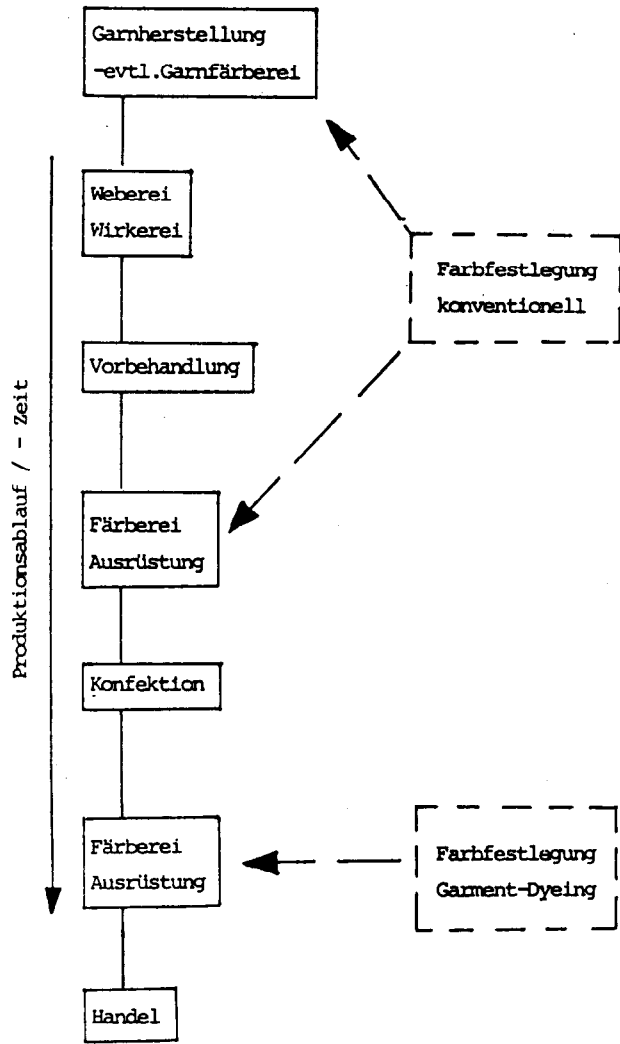 Garnherstellung
-evtl.Garnfärberei
Weberei
Wirkerei
Farbfestlegung
konventionell
Vorbehandlung
Produktionsablauf / - Zeit
Färberei
Ausrüstung
Konfektion
Färberei
Ausrüstung
Farbfestlegung
Garment-Dyeing
Handel